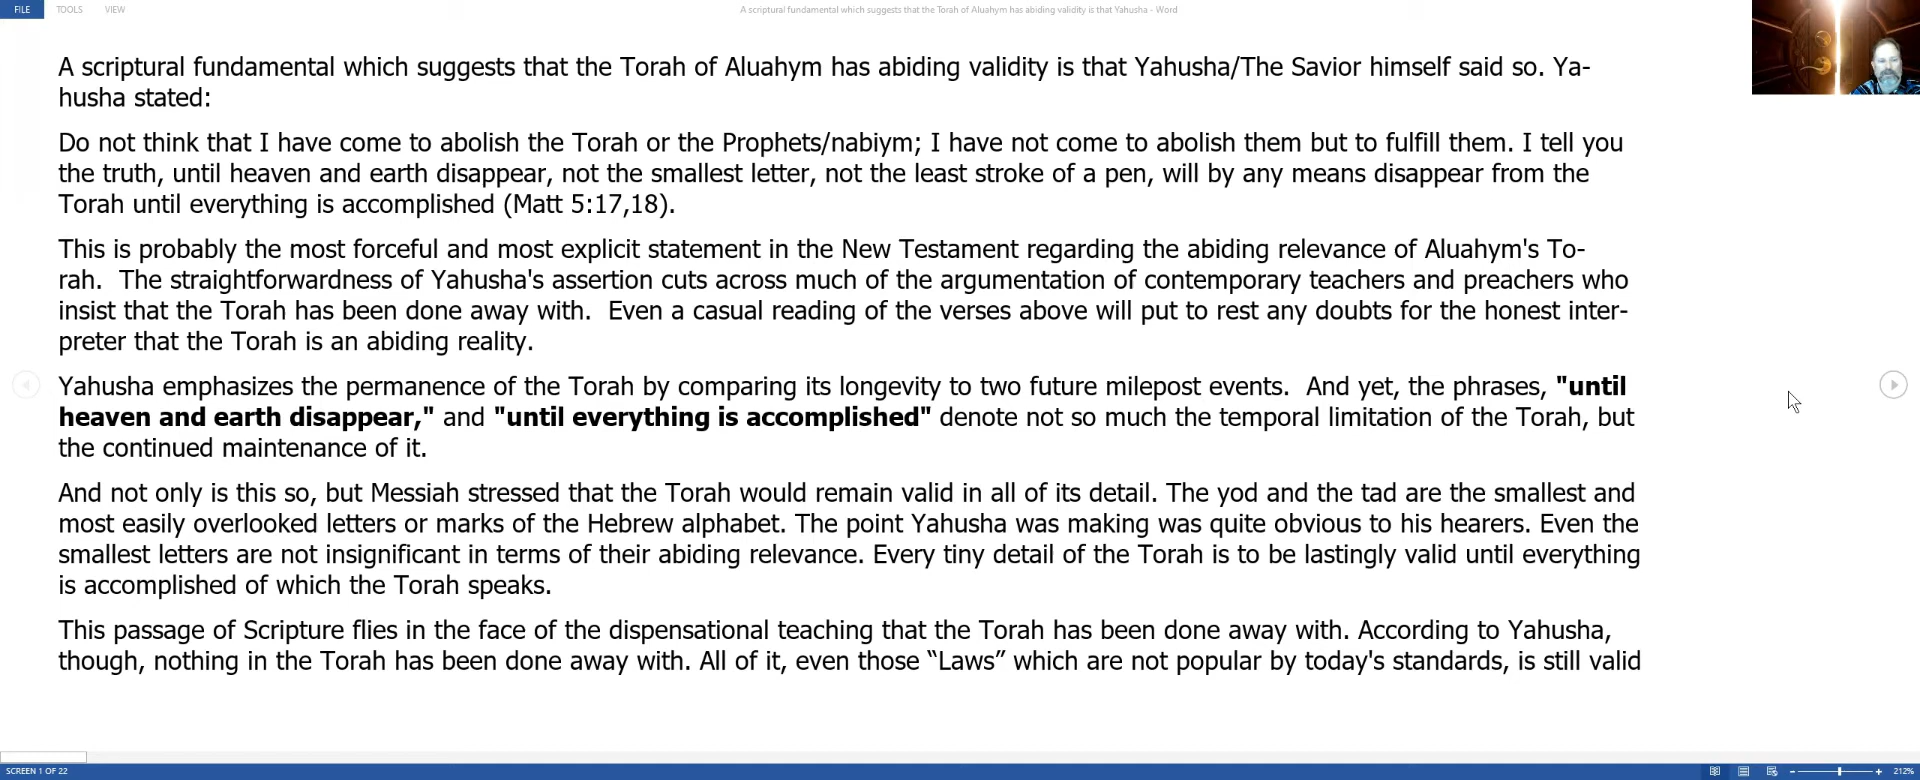 FILE TOOLS VIEW A scriptural fundamental which suggests that the Torah of Aluahym has abiding validity is that Yahusha - Word
A scriptural fundamental which suggests that the Torah of Aluahym has abiding validity is that Yahusha/The Savior himself said so. Ya-
husha stated:
Do not think that I have come to abolish the Torah or the Prophets/nabiym; I have not come to abolish them but to fulfill them. I tell you
the truth, until heaven and earth disappear, not the smallest letter, not the least stroke of a pen, will by any means disappear from the
Torah until everything is accomplished (Matt 5:17,18).
This is probably the most forceful and most explicit statement in the New Testament regarding the abiding relevance of Aluahym's To-
rah.  The straightforwardness of Yahusha's assertion cuts across much of the argumentation of contemporary teachers and preachers who
insist that the Torah has been done away with.  Even a casual reading of the verses above will put to rest any doubts for the honest inter-
preter that the Torah is an abiding reality.
Yahusha emphasizes the permanence of the Torah by comparing its longevity to two future milepost events.  And yet, the phrases, "until
heaven and earth disappear," and "until everything is accomplished" denote not so much the temporal limitation of the Torah, but
the continued maintenance of it.
And not only is this so, but Messiah stressed that the Torah would remain valid in all of its detail. The yod and the tad are the smallest and
most easily overlooked letters or marks of the Hebrew alphabet. The point Yahusha was making was quite obvious to his hearers. Even the
smallest letters are not insignificant in terms of their abiding relevance. Every tiny detail of the Torah is to be lastingly valid until everything
is accomplished of which the Torah speaks.
This passage of Scripture flies in the face of the dispensational teaching that the Torah has been done away with. According to Yahusha,
though, nothing in the Torah has been done away with. All of it, even those “Laws” which are not popular by today's standards, is still valid
SCREEN 1 OF 22 212%